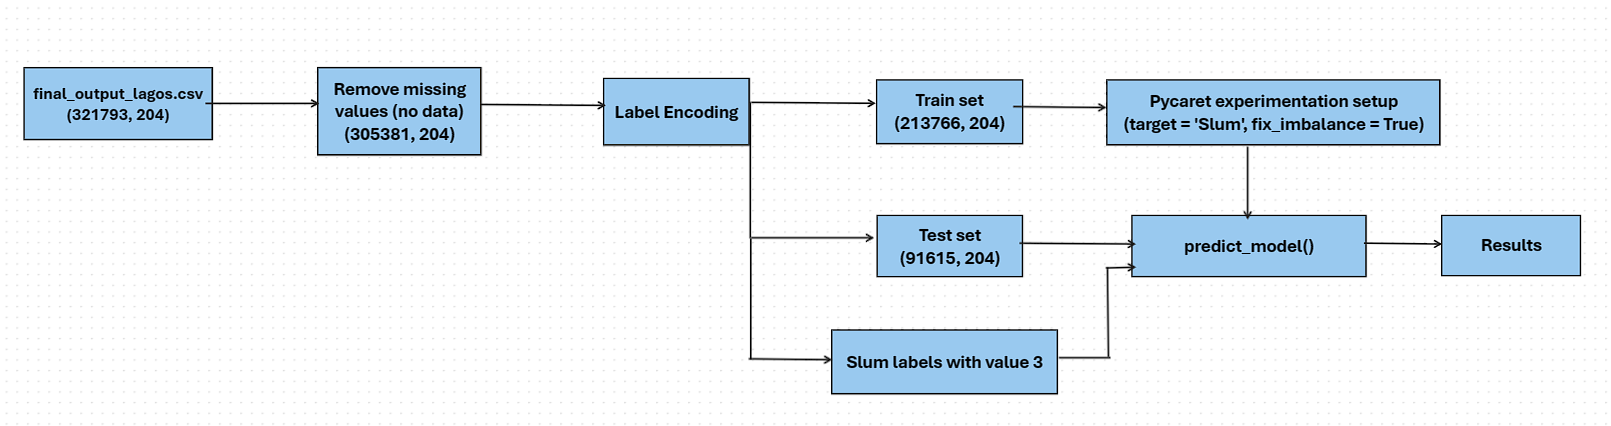 final_output_lagos.csv
(321793, 204)
Remove missing
values (no data)
(305381, 204)
Label Encoding
Train set
(213766, 204)
Pycaret experimentation setup
(target = 'Slum', fix_imbalance = True)
Test set
(91615, 204)
predict_model()
Results
Slum labels with value 3